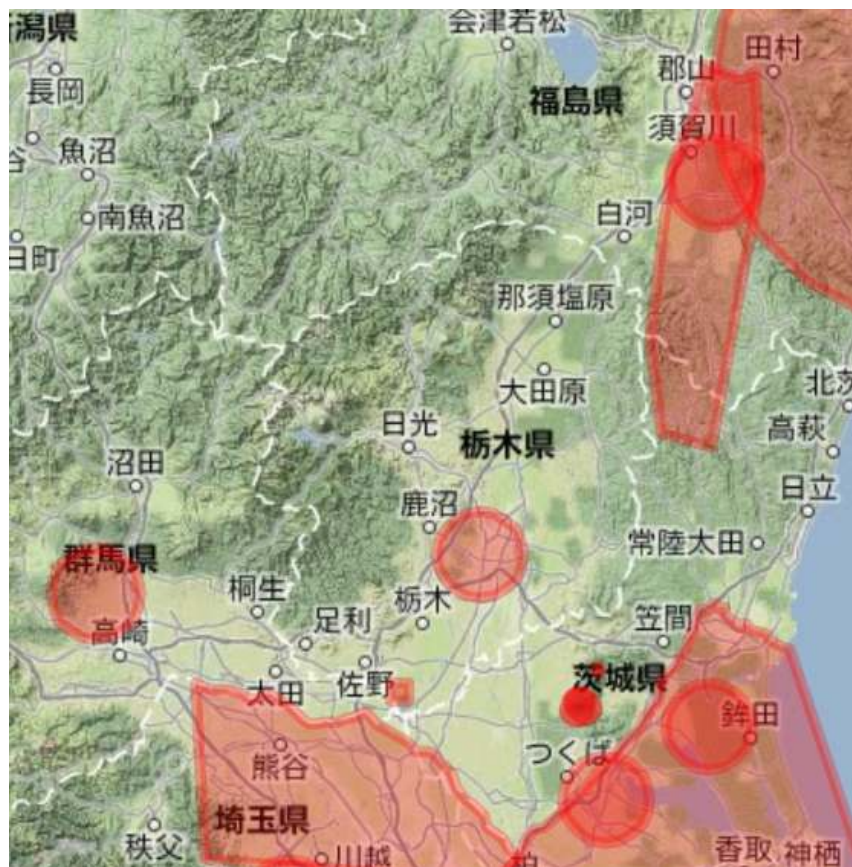 潟県
会津若松
田村
長岡
郡山
福島県
須賀川
魚沼
南魚沼
白河
日町
那須塩原
大田原
北茨
日光
栃木県
高萩
沼田
日立
鹿沼
常陸太田
群馬県
桐生
栃木
足利
笠間
高崎
佐野
太田
茨城県
鉾田
つくば
熊谷
埼玉県
秩父
川越
柏
香取
神栖